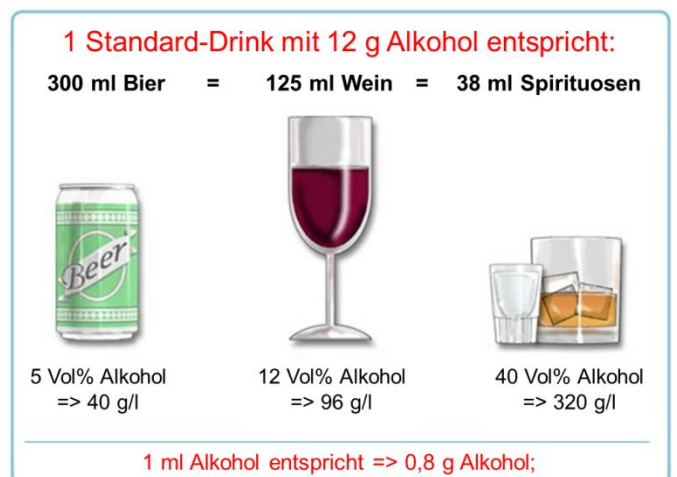 1 Standard-Drink mit 12 g Alkohol entspricht:
300 ml Bier = 125 ml Wein = 38 ml Spirituosen
Beer
5 Vol% Alkohol
=> 40 g/l
12 Vol% Alkohol
=> 96 g/l
40 Vol% Alkohol
=> 320 g/l
1 ml Alkohol entspricht => 0,8 g Alkohol;